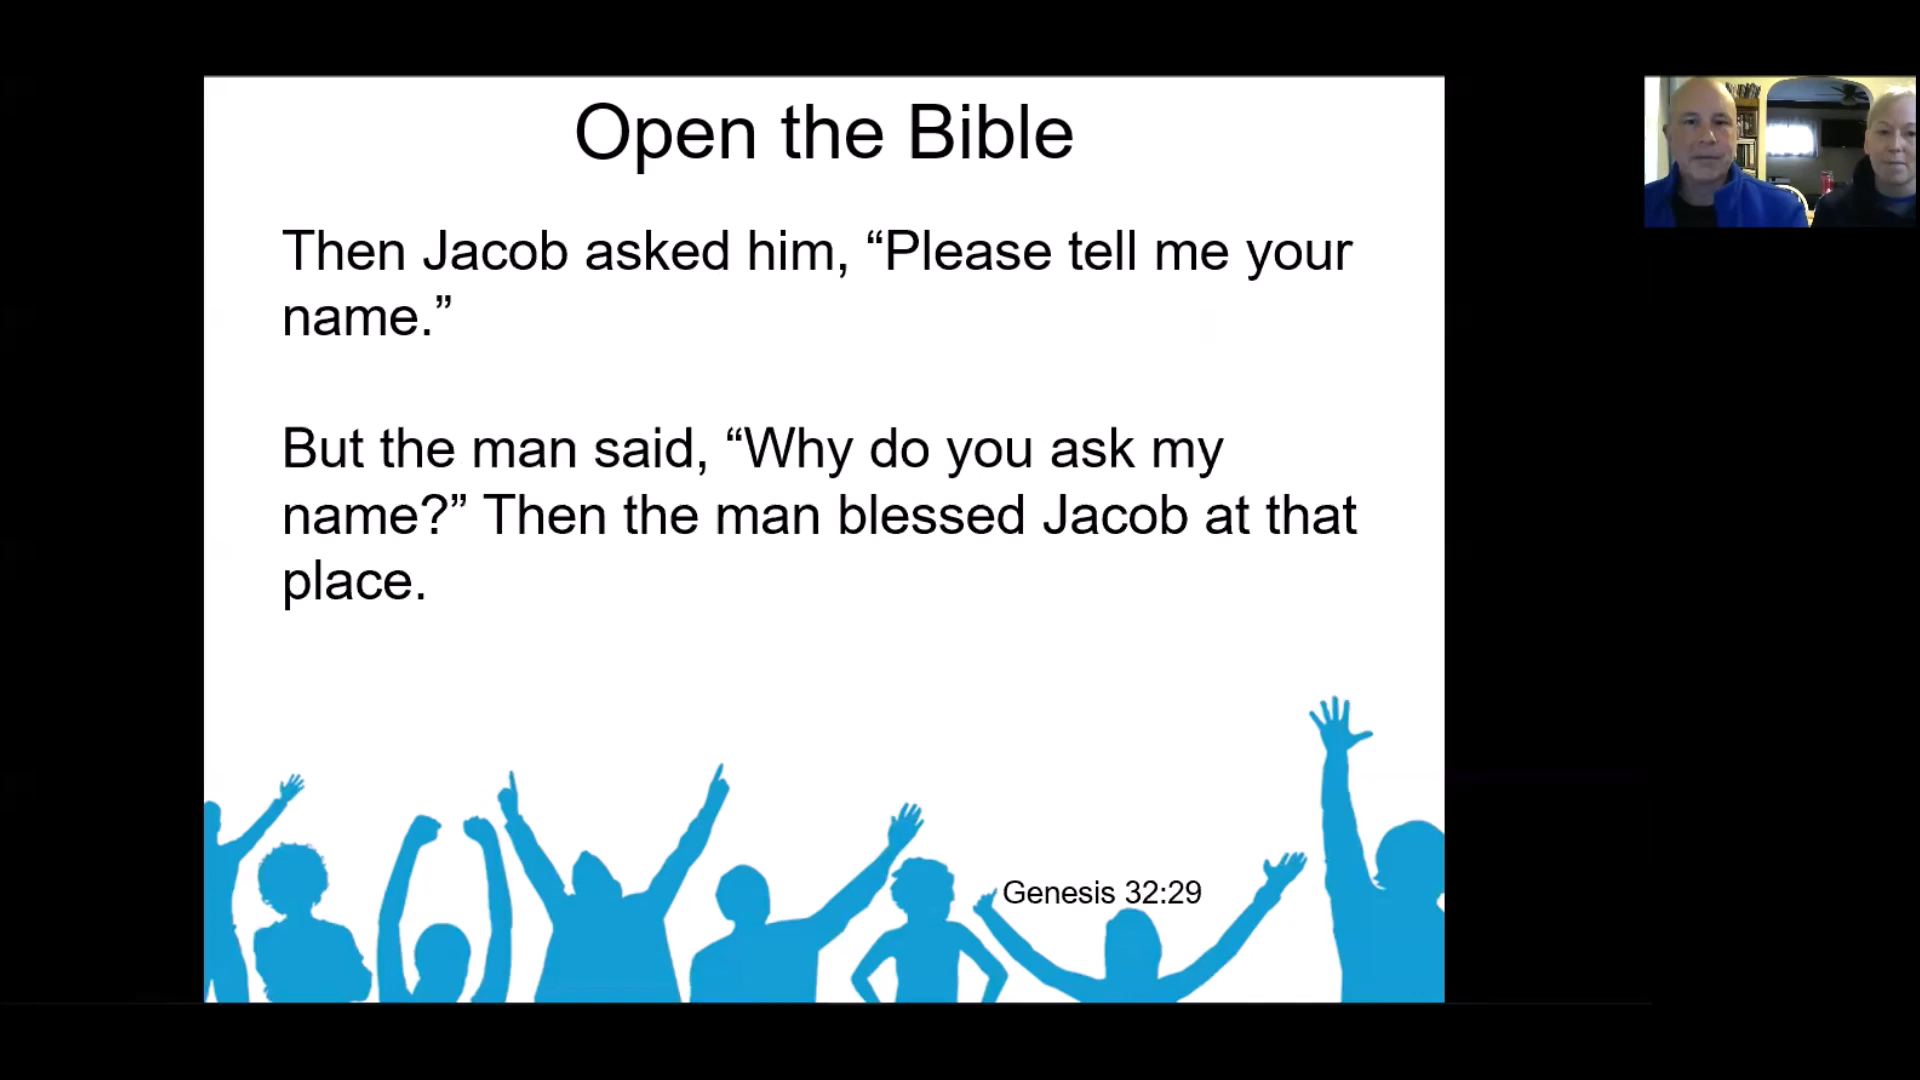 Open the Bible
Then Jacob asked him, “Please tell me your
name.”
But the man said, “Why do you ask my
name?” Then the man blessed Jacob at that
place.
Genesis 32:29